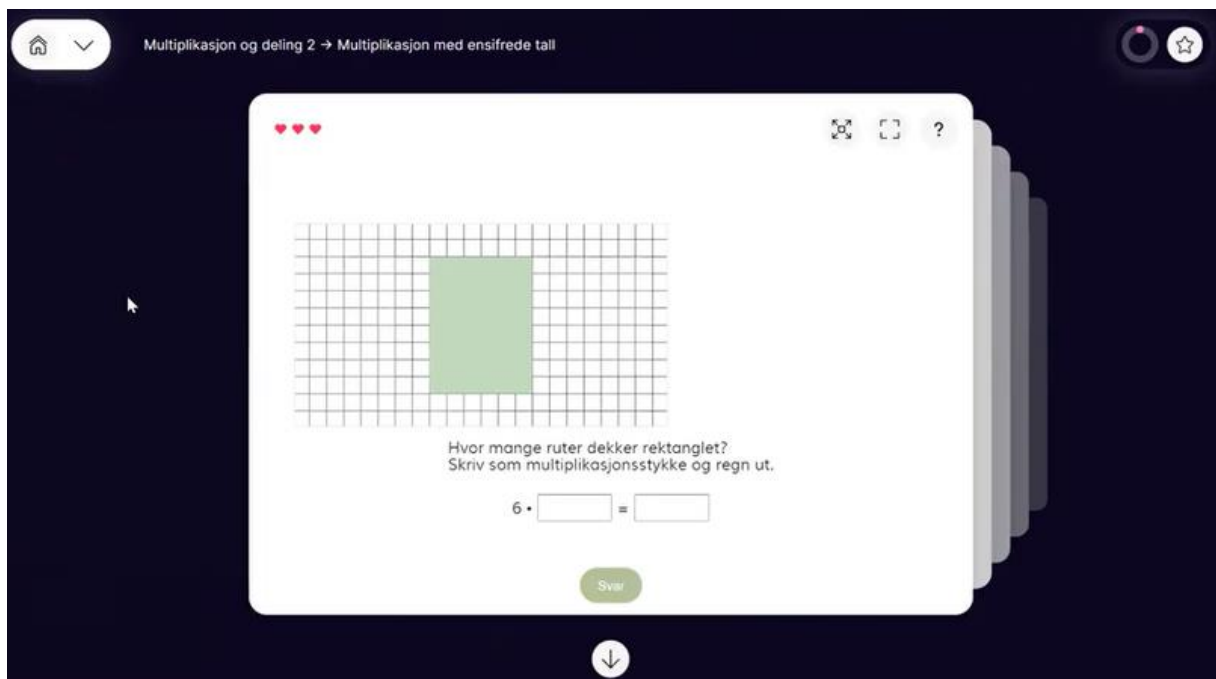 Multiplikasjon og deling 2 → Multiplikasjon med ensifrede tall
?
Hvor mange ruter dekker rektanglet?
Skriv som multiplikasjonsstykke og regn ut.
6 • =
Svar